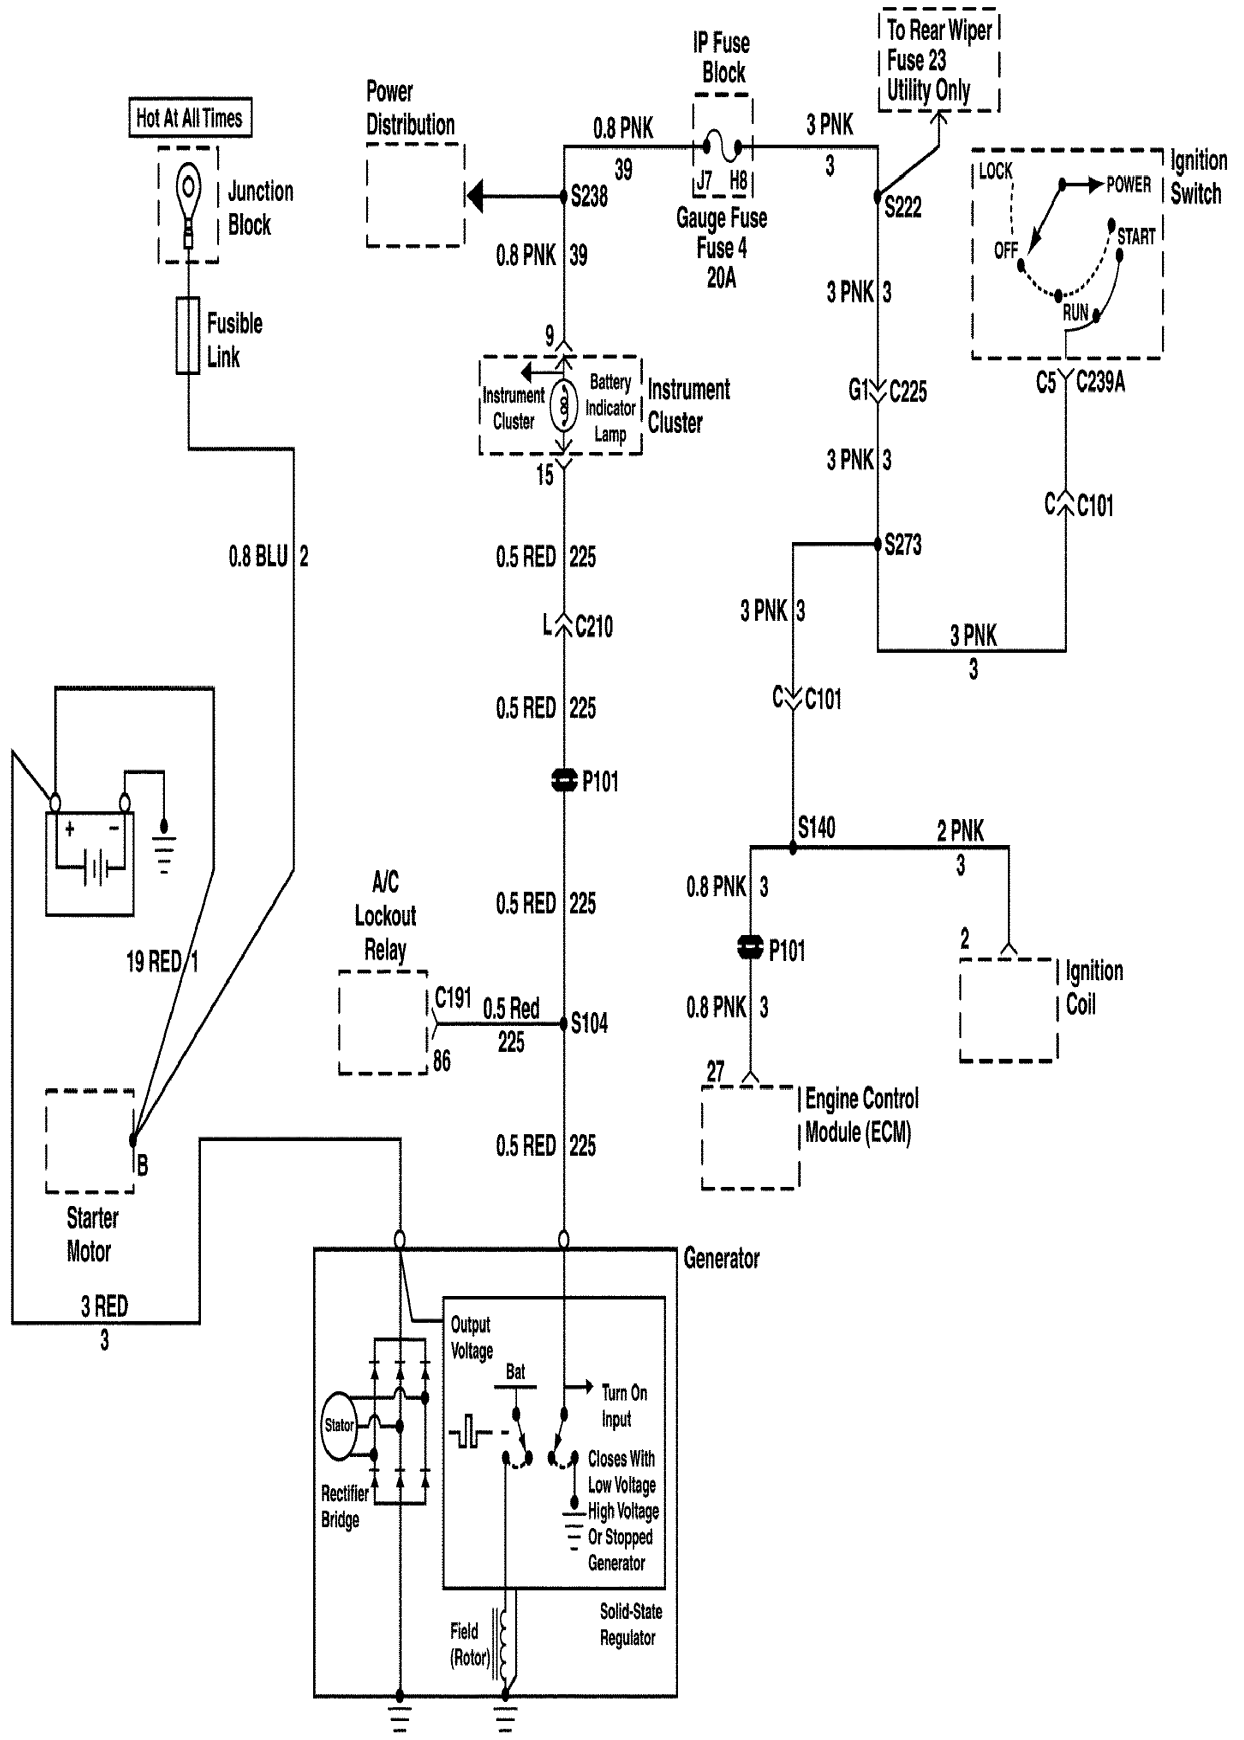 To Rear Wiper
Fuse 23
Utility Only
IP Fuse
Block
Power
Distribution
Hot At All Times
0.8 PNK
39
3 PNK
3
Ignition
Switch
LOCK
POWER
OFF
START
RUN
Junction
Block
J7
H8
S238
S222
Gauge Fuse
Fuse 4
20A
0.8 PNK
39
3 PNK
3
Fusible
Link
9
Instrument
Cluster
Battery
Indicator
Lamp
Instrument
Cluster
C5
C239A
G1
C225
15
3 PNK
3
C
C101
0.8 BLU
2
0.5 RED
225
S273
L
C210
3 PNK
3
3 PNK
3
0.5 RED
225
C
C101
P101
+
–
S140
2 PNK
3
A/C
Lockout
Relay
0.5 RED
225
0.8 PNK
3
19 RED
1
P101
2
Ignition
Coil
C191
0.5 Red
225
86
S104
0.8 PNK
3
27
Engine Control
Module (ECM)
0.5 RED
225
B
Starter
Motor
Generator
3 RED
3
Output
Voltage
Bat
Turn On
Input
Stator
Closes With
Low Voltage
High Voltage
Or Stopped
Generator
Rectifier
Bridge
Field
(Rotor)
Solid-State
Regulator